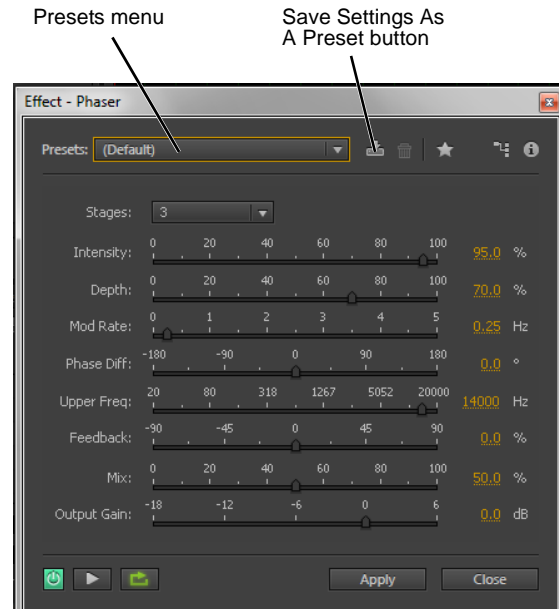 Presets menu
Save Settings As
A Preset button
Effect - Phaser
Presets: (Default)
Stages: 3
0 20 40 60 80 100
Intensity: 95.0 %
0 20 40 60 80 100
Depth: 70.0 %
0 1 2 3 4 5
Mod Rate: 0.25 Hz
-180 -90 0 90 180
Phase Diff: 0.0 °
20 80 318 1267 5052 20000
Upper Freq: 14000 Hz
-90 -45 0 45 90
Feedback: 0.0 %
0 20 40 60 80 100
Mix: 50.0 %
-18 -12 -6 0 6
Output Gain: 0.0 dB
Apply Close